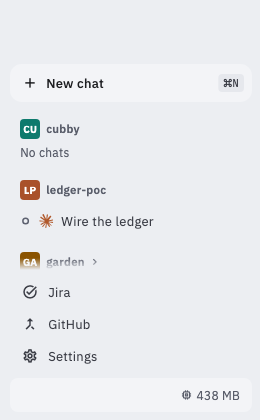 New chat ⌘N
CU cubby
No chats
LP ledger-poc
Wire the ledger
GA garden
Jira
GitHub
Settings
438 MB